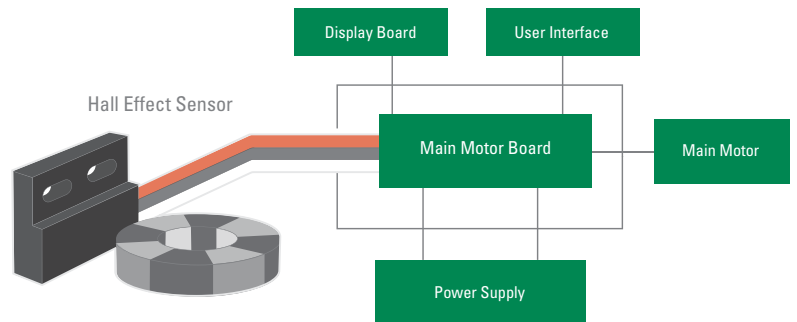 Display Board
User Interface
Hall Effect Sensor
Main Motor Board
Main Motor
Power Supply